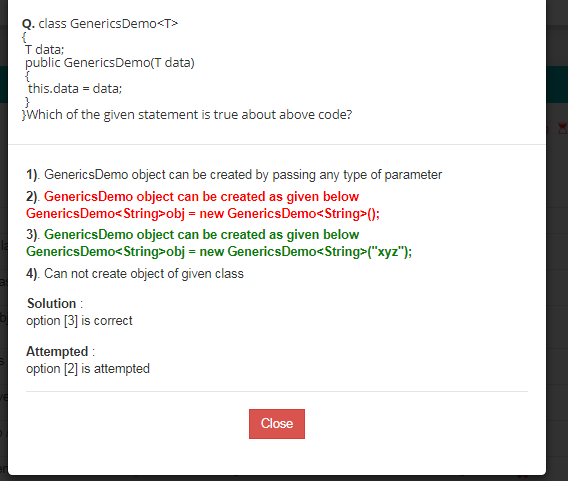 Q. class GenericsDemo<T>
{
T data;
public GenericsDemo(T data)
{
this.data = data;
}
}Which of the given statement is true about above code?
1). GenericsDemo object can be created by passing any type of parameter
2). GenericsDemo object can be created as given below
GenericsDemo<String>obj = new GenericsDemo<String>();
3). GenericsDemo object can be created as given below
GenericsDemo<String>obj = new GenericsDemo<String>("xyz");
4). Can not create object of given class
Solution :
option [3] is correct
Attempted :
option [2] is attempted
Close